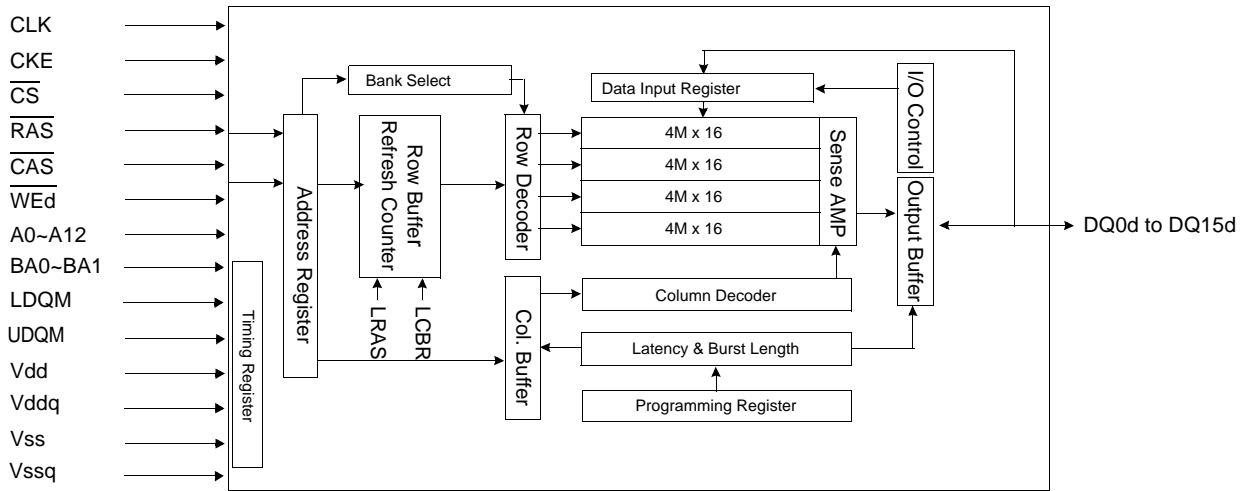 CLK
CKE
CS
RAS
CAS
WEd
A0~A12
BA0~BA1
LDQM
UDQM
Vdd
Vddq
Vss
Vssq
Timing Register
Address Register
Bank Select
Row Buffer
Refresh Counter
LRAS
LCBR
Row Decoder
Col. Buffer
Data Input Register
4M x 16
4M x 16
4M x 16
4M x 16
Sense AMP
Column Decoder
Latency & Burst Length
Programming Register
I/O Control
Output Buffer
DQ0d to DQ15d